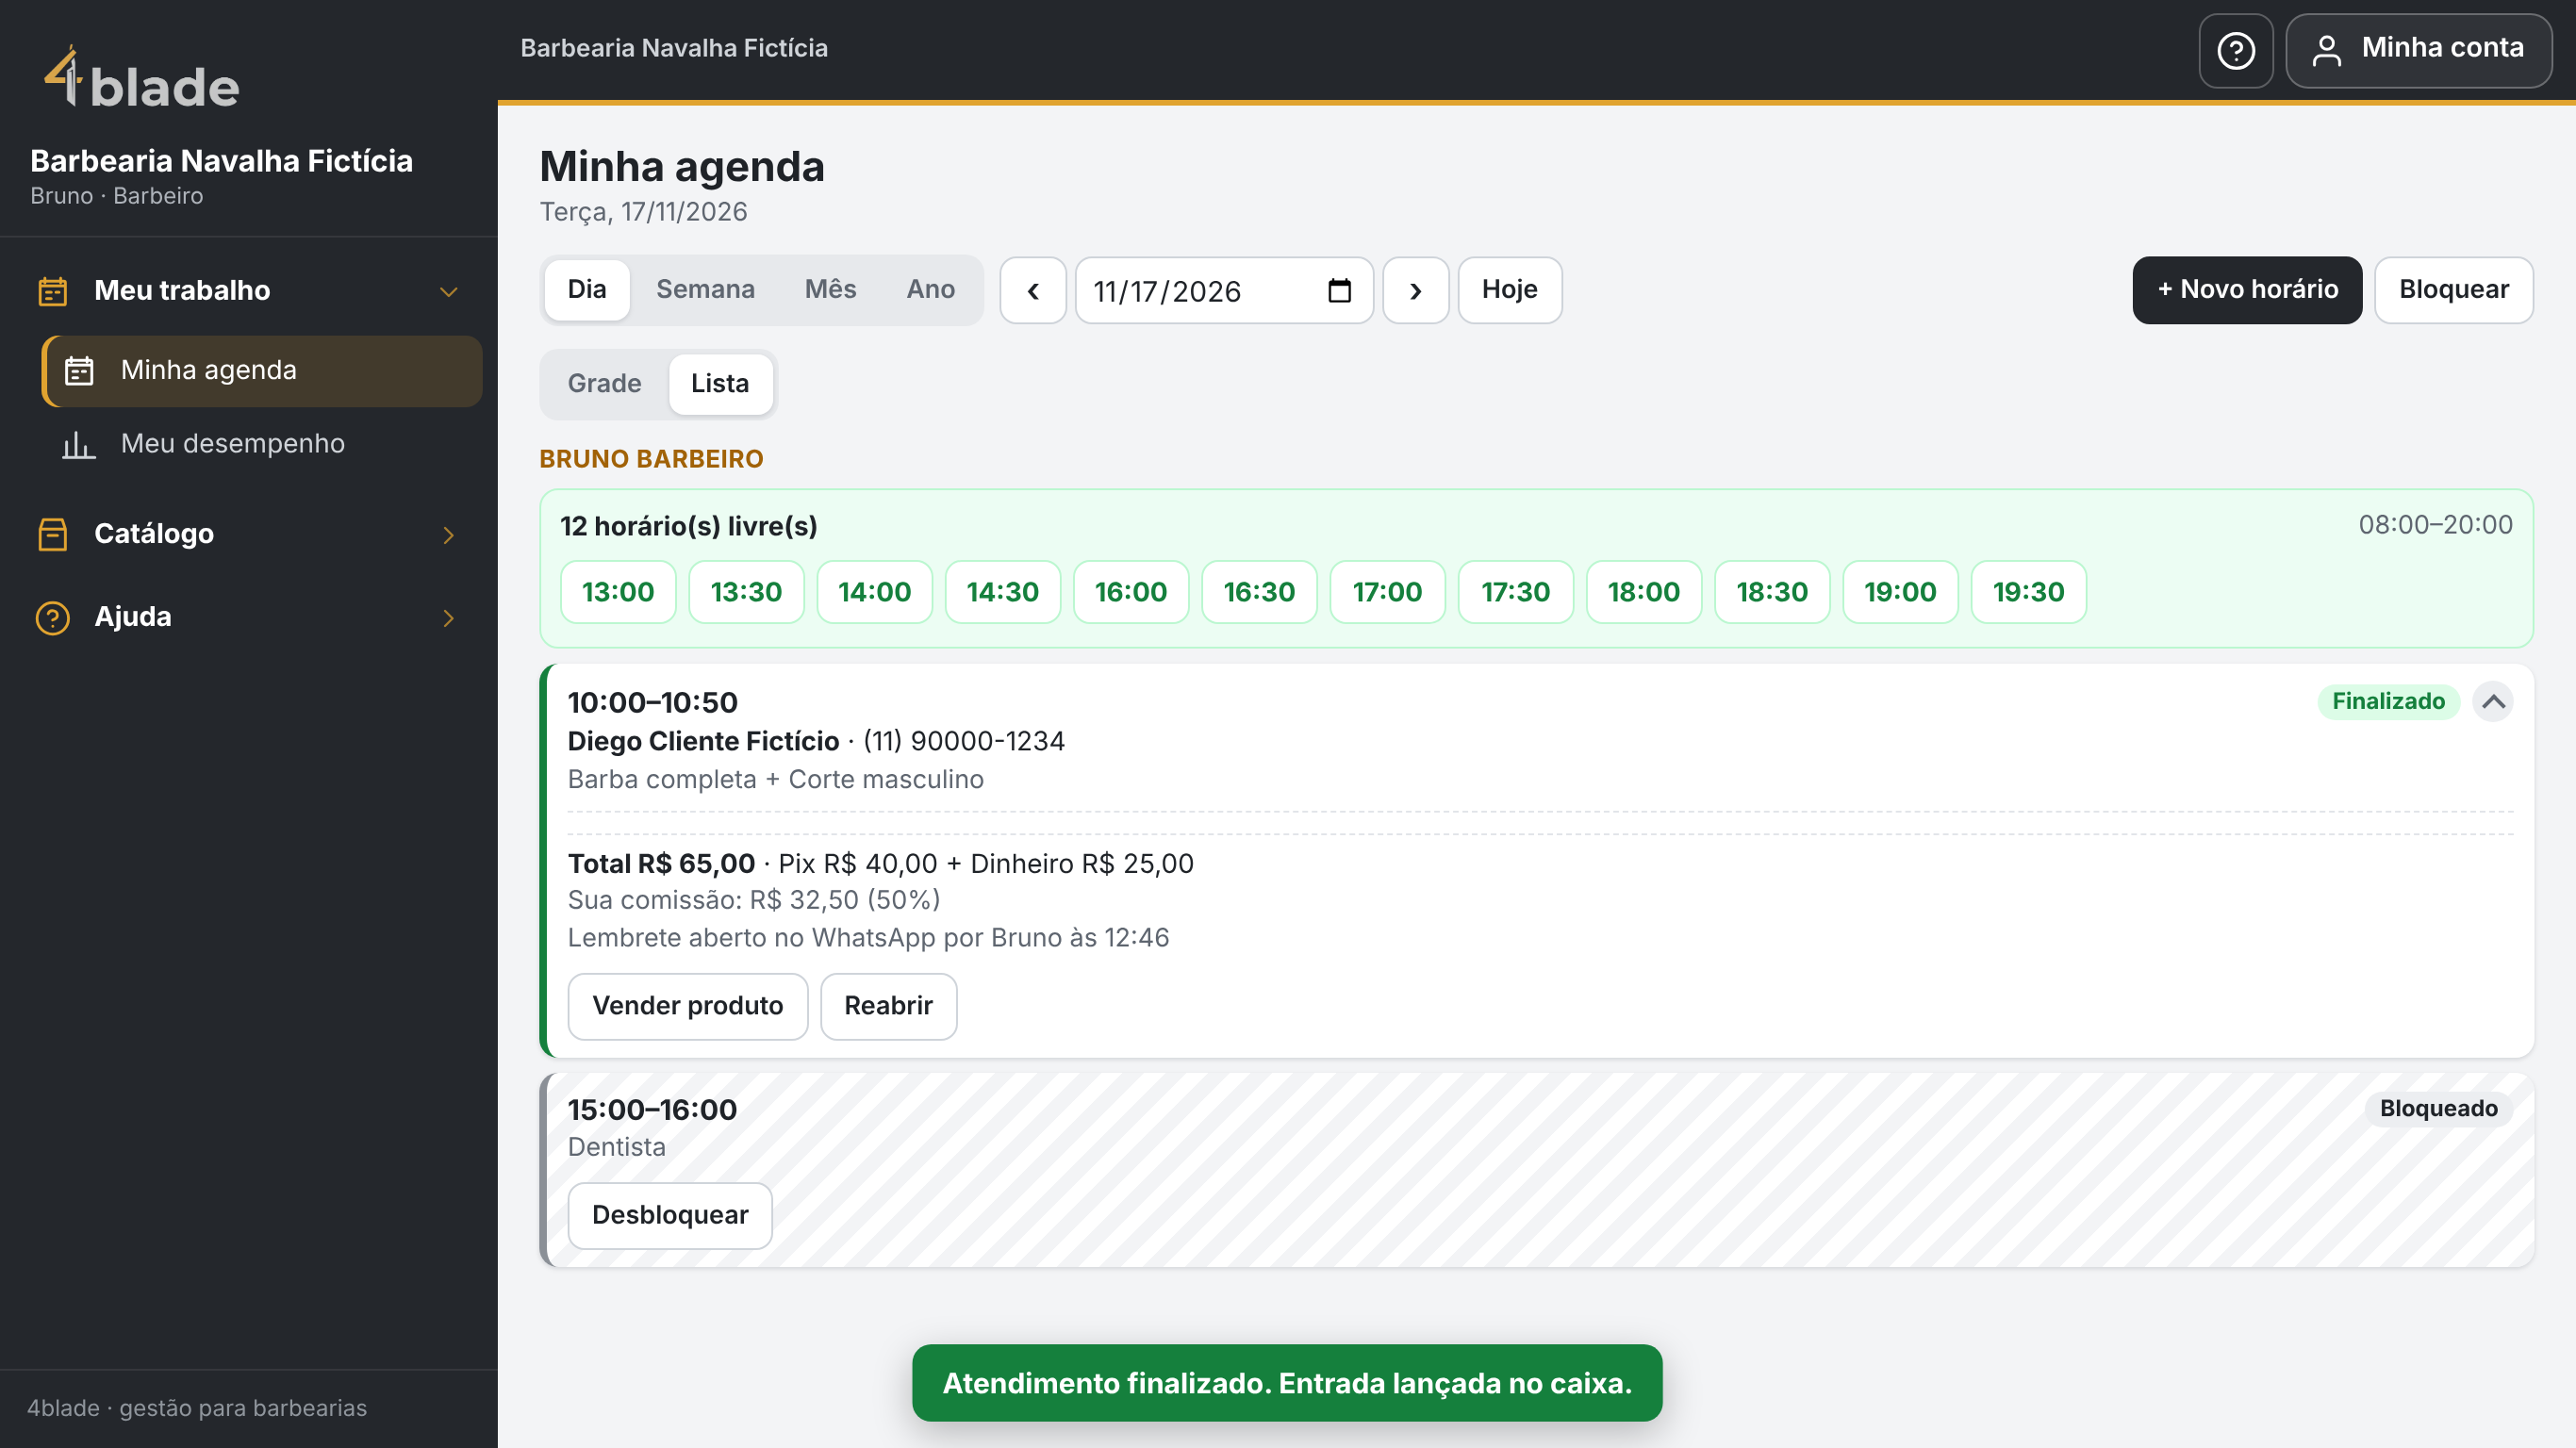 4blade
Barbearia Navalha Fictícia
Bruno · Barbeiro
Meu trabalho
Minha agenda
Meu desempenho
Catálogo
Ajuda
4blade · gestão para barbearias
Barbearia Navalha Fictícia
Minha conta
Minha agenda
Terça, 17/11/2026
Dia Semana Mês Ano ‹ 11/17/2026 › Hoje + Novo horário Bloquear
Grade Lista
BRUNO BARBEIRO
12 horário(s) livre(s) 08:00–20:00
13:00 13:30 14:00 14:30 16:00 16:30 17:00 17:30 18:00 18:30 19:00 19:30
10:00–10:50 Finalizado
Diego Cliente Fictício · (11) 90000-1234
Barba completa + Corte masculino
Total R$ 65,00 · Pix R$ 40,00 + Dinheiro R$ 25,00
Sua comissão: R$ 32,50 (50%)
Lembrete aberto no WhatsApp por Bruno às 12:46
Vender produto Reabrir
15:00–16:00 Bloqueado
Dentista
Desbloquear
Atendimento finalizado. Entrada lançada no caixa.